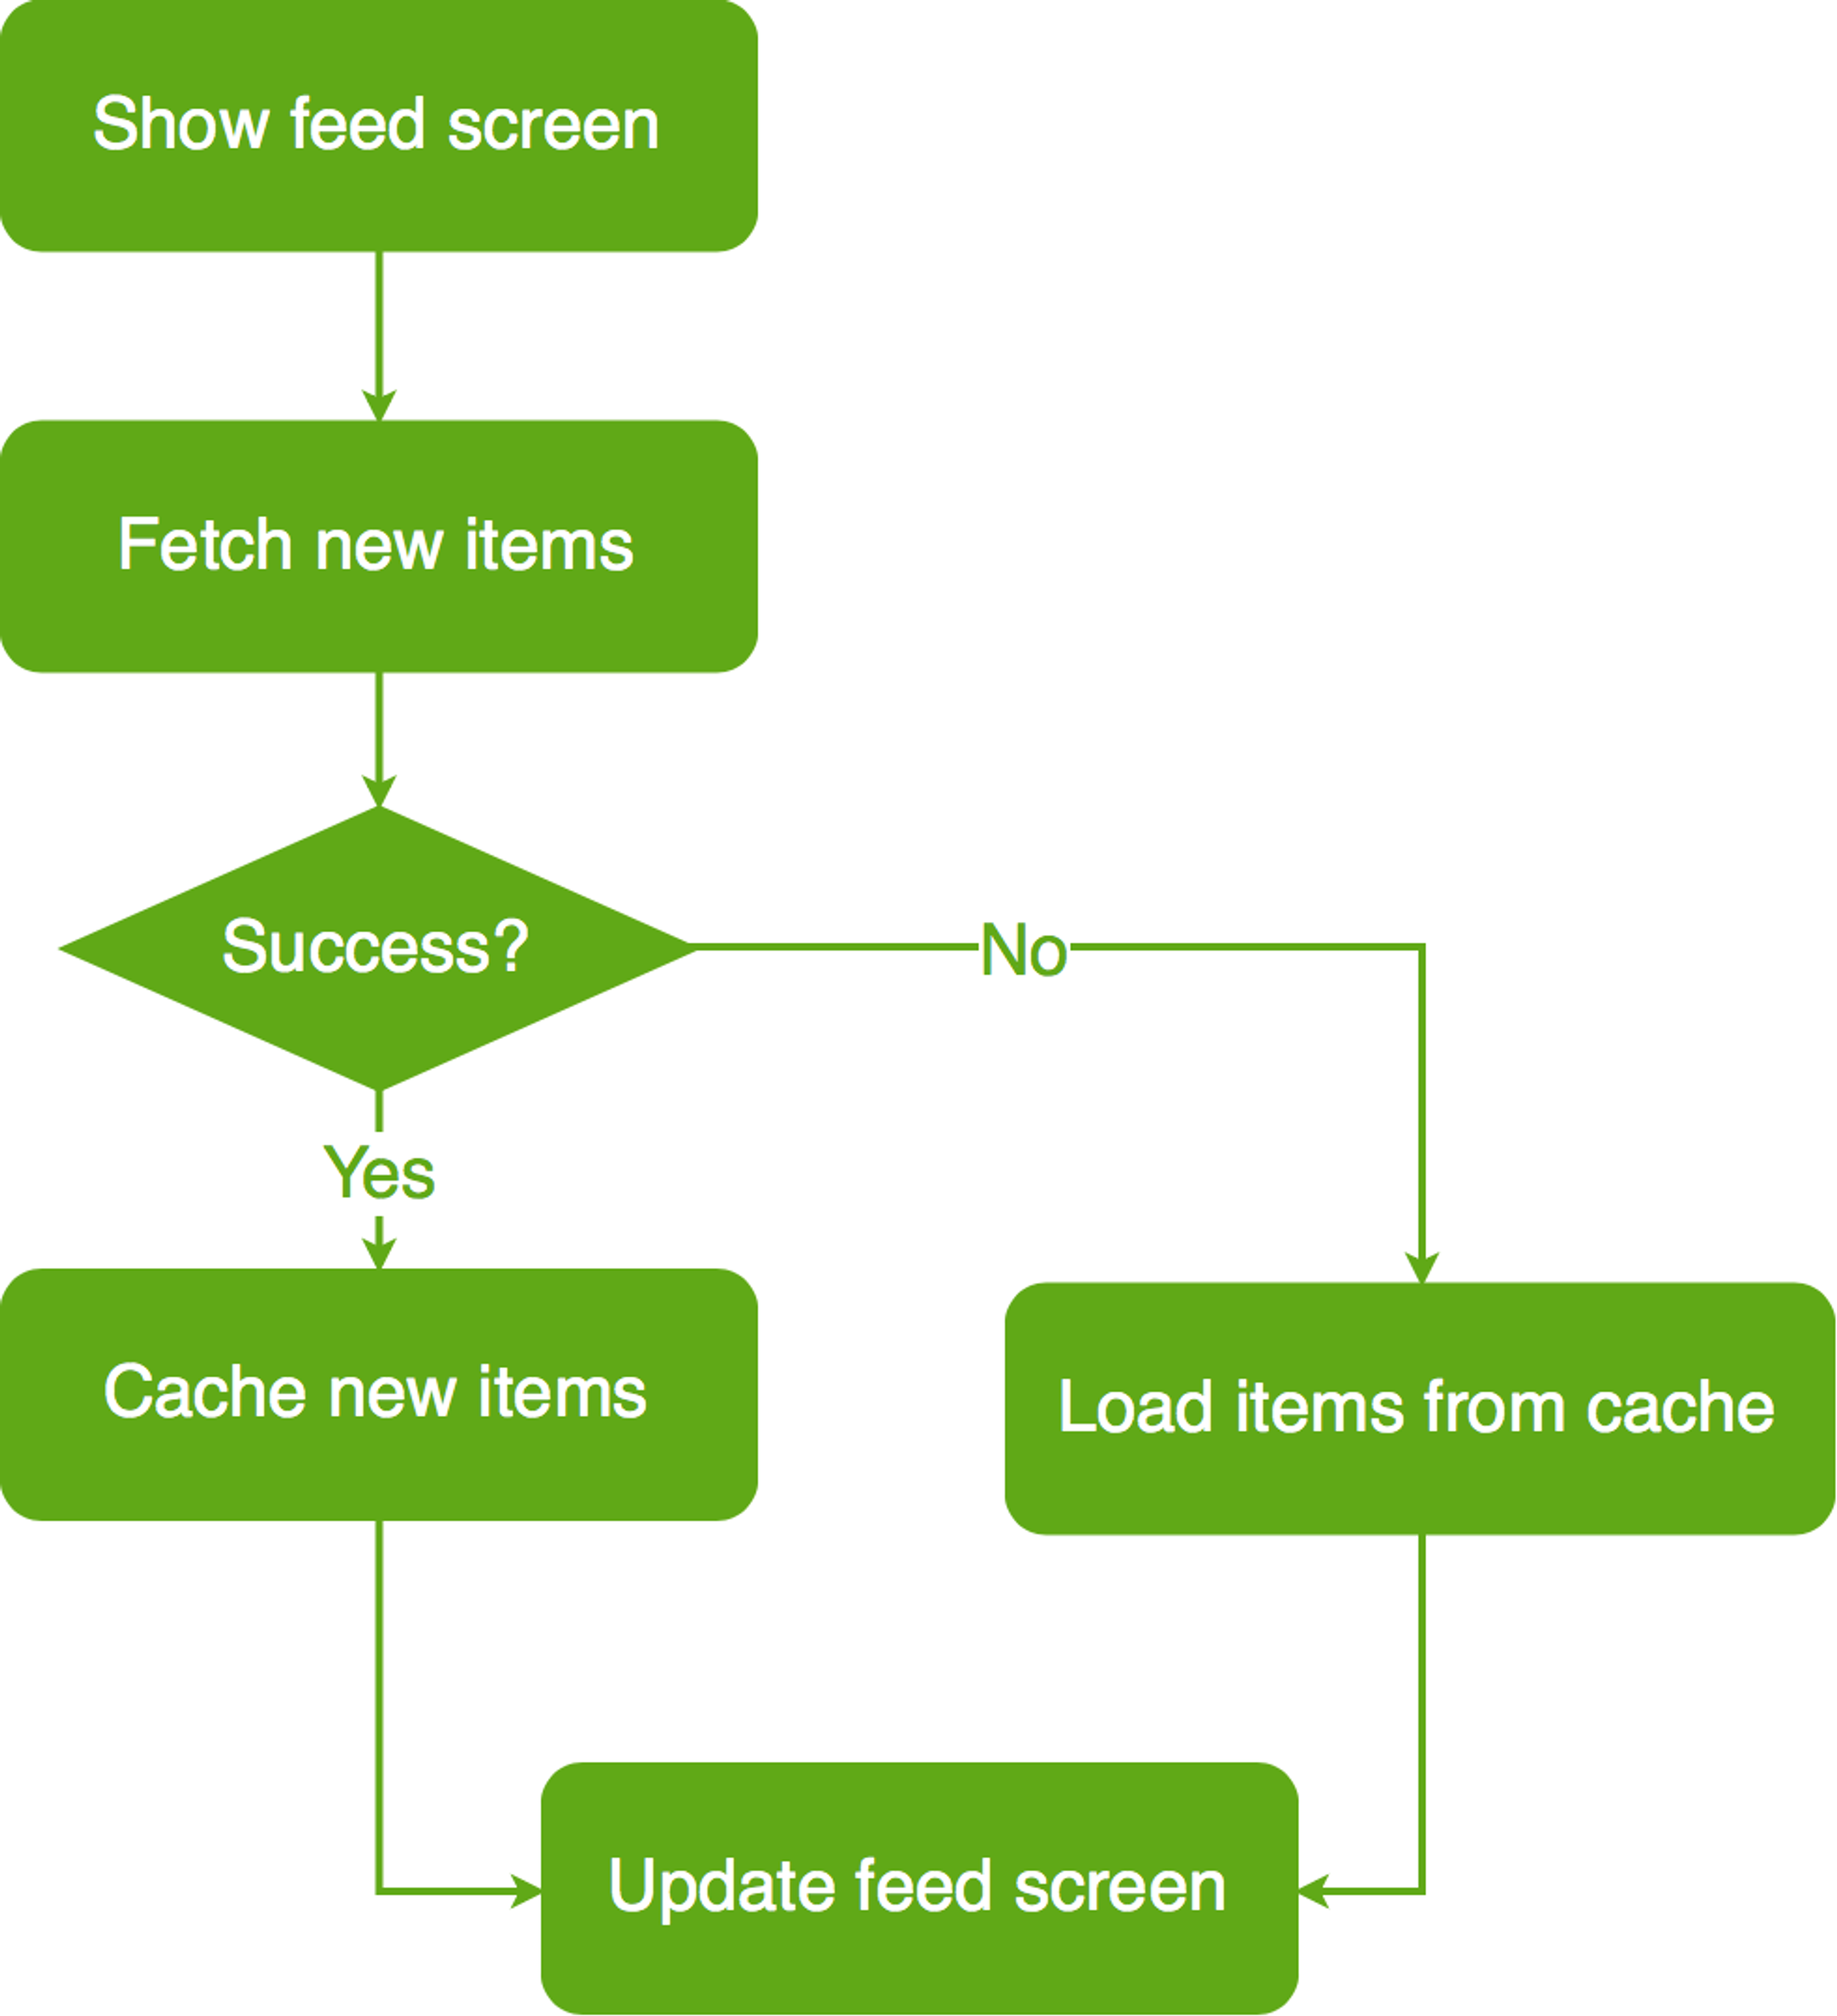 Show feed screen
Fetch new items
Success?
No
Yes
Cache new items
Load items from cache
Update feed screen